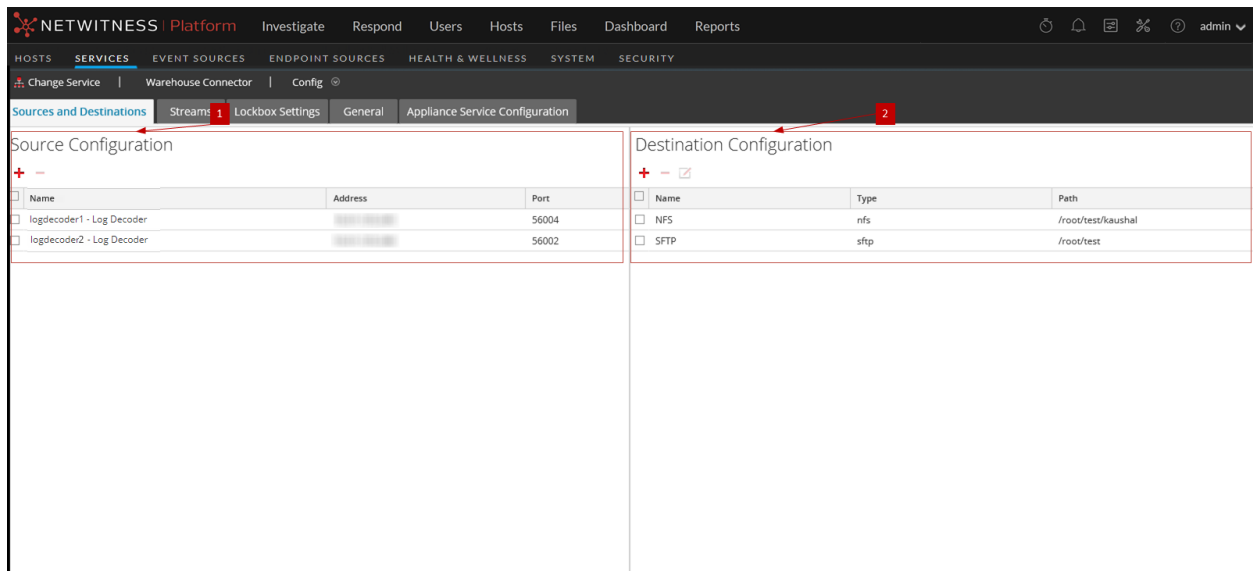 NETWITNESS | Platform Investigate Respond Users Hosts Files Dashboard Reports admin
HOSTS SERVICES EVENT SOURCES ENDPOINT SOURCES HEALTH & WELLNESS SYSTEM SECURITY
Change Service | Warehouse Connector | Config
Sources and Destinations Streams 1 Lockbox Settings General Appliance Service Configuration 2
Source Configuration
Name Address Port
logdecoder1 - Log Decoder 56004
logdecoder2 - Log Decoder 56002
Destination Configuration
Name Type Path
NFS nfs /root/test/kaushal
SFTP sftp /root/test